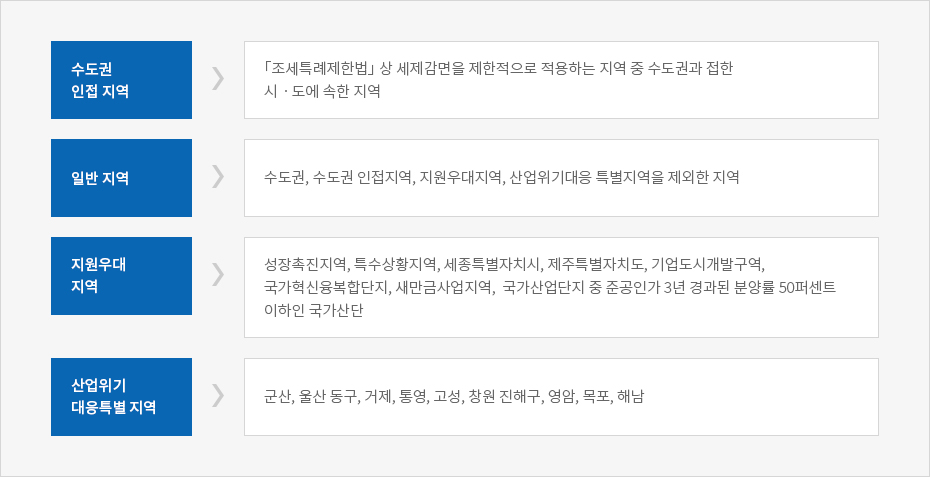 수도권
인접 지역
「조세특례제한법」 상 세제감면을 제한적으로 적용하는 지역 중 수도권과 접한
시ㆍ도에 속한 지역
일반 지역
수도권, 수도권 인접지역, 지원우대지역, 산업위기대응 특별지역을 제외한 지역
지원우대
지역
성장촉진지역, 특수상황지역, 세종특별자치시, 제주특별자치도, 기업도시개발구역,
국가혁신융복합단지, 새만금사업지역, 국가산업단지 중 준공인가 3년 경과된 분양률 50퍼센트
이하인 국가산단
산업위기
대응특별 지역
군산, 울산 동구, 거제, 통영, 고성, 창원 진해구, 영암, 목포, 해남